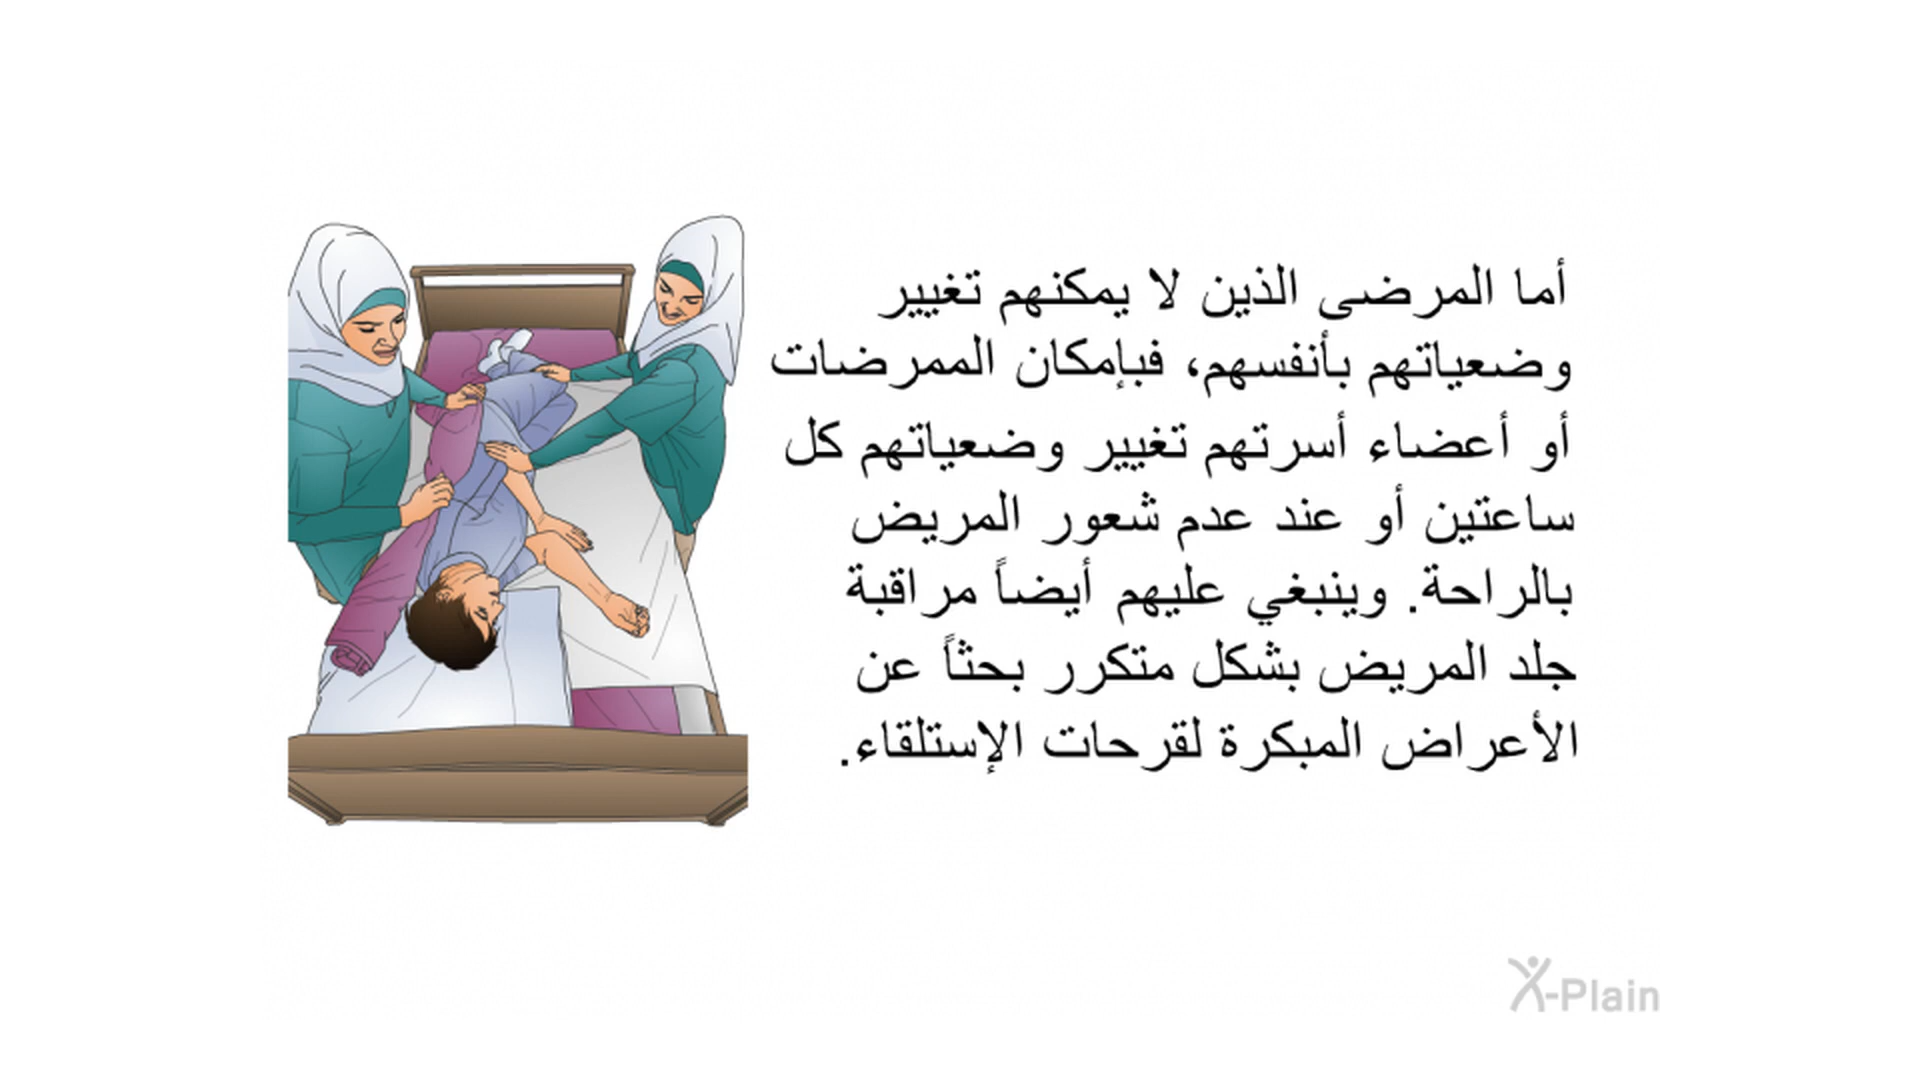 أما المرضى الذين لا يمكنهم تغيير
وضعياتهم بأنفسهم، فبإمكان الممرضات
أو أعضاء أسرتهم تغيير وضعياتهم كل
ساعتين أو عند عدم شعور المريض
بالراحة. وينبغي عليهم أيضاً مراقبة
جلد المريض بشكل متكرر بحثاً عن
الأعراض المبكرة لقرحات الإستلقاء.
X-Plain